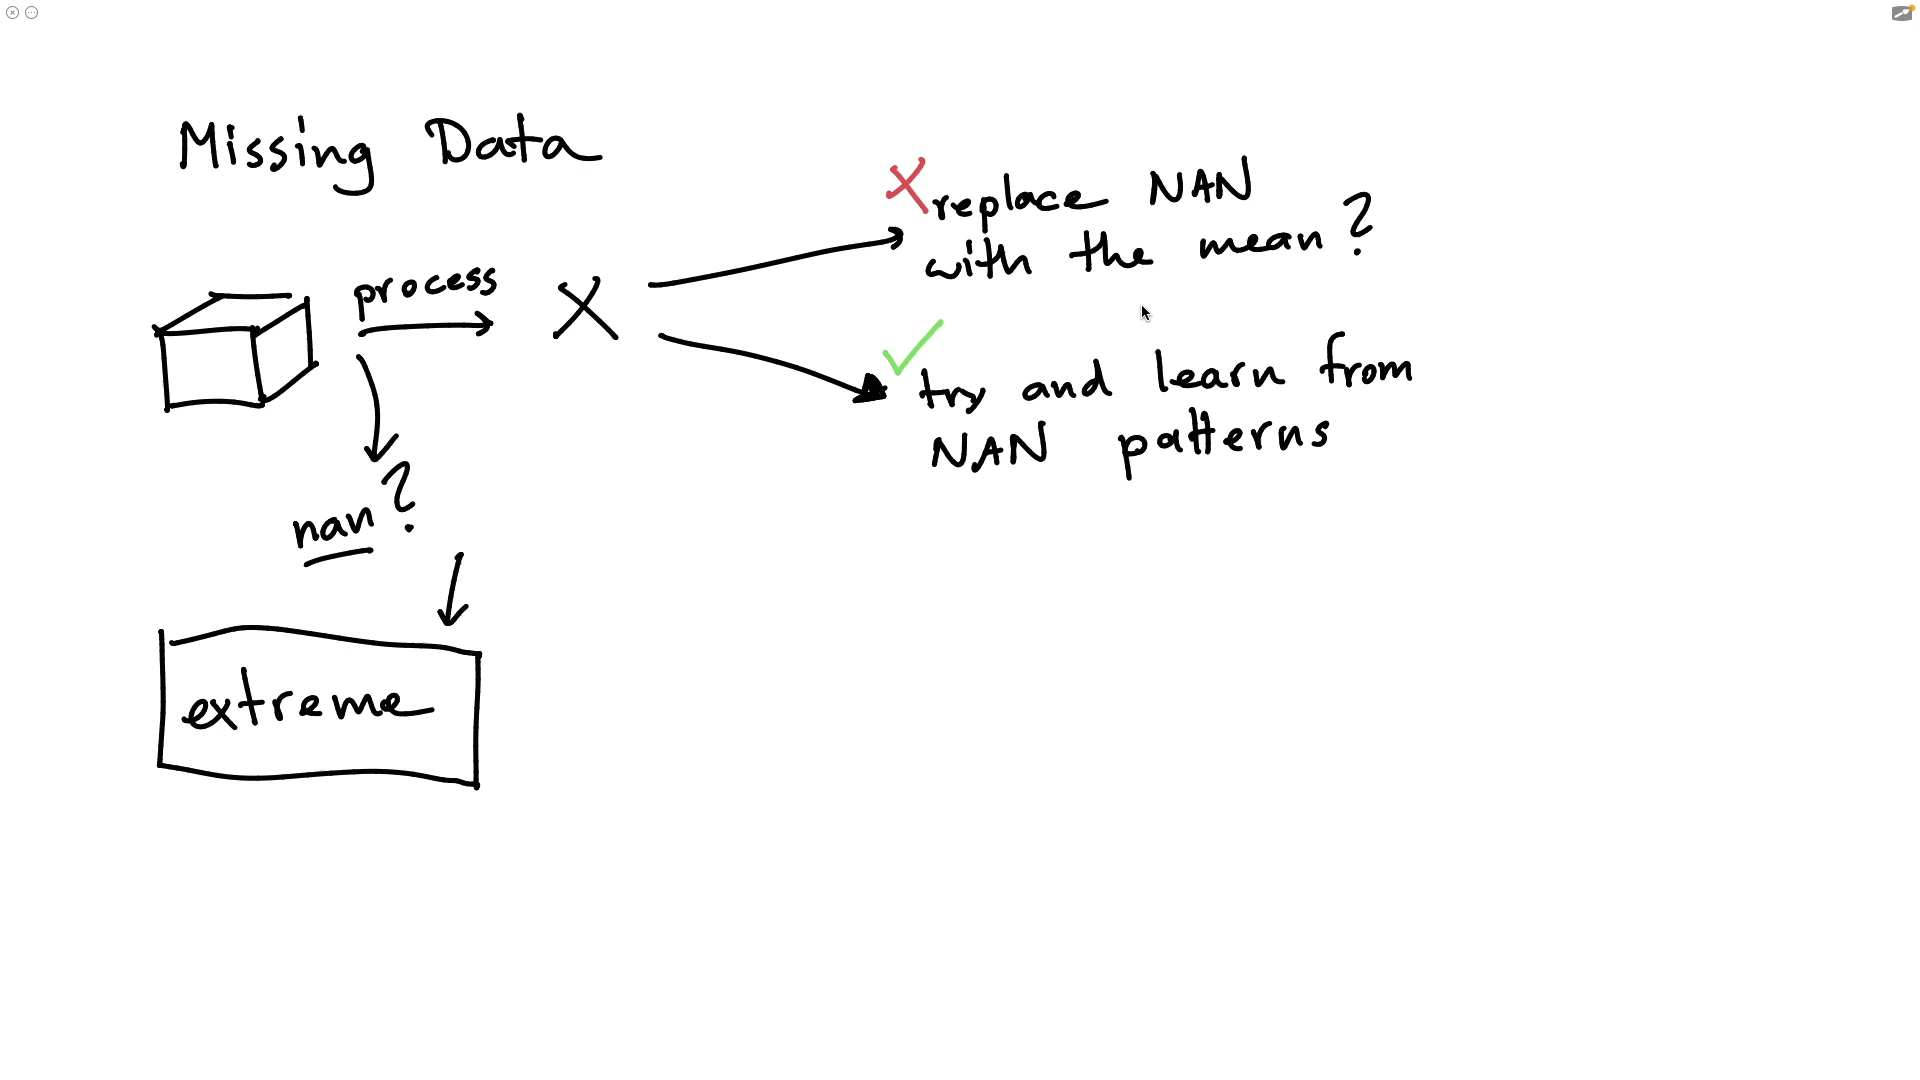 Missing Data
process
X
replace NAN
with the mean?
try and learn from
NAN patterns
nan?
extreme